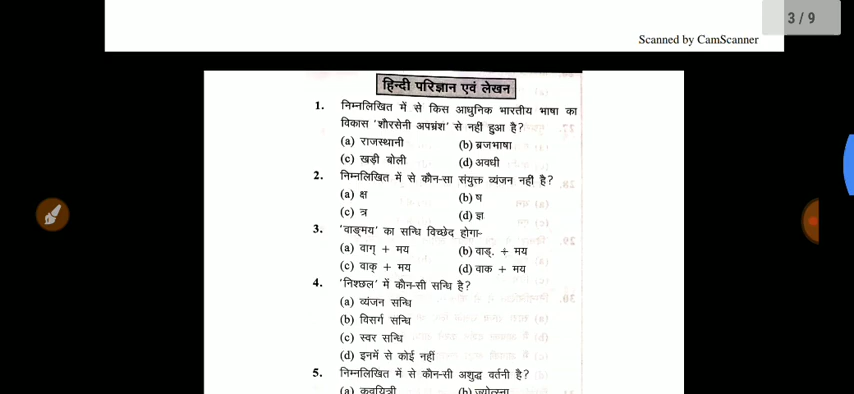 3 / 9
Scanned by CamScanner
हिन्दी परिज्ञान एवं लेखन
1. निम्नलिखित में से किस आधुनिक भारतीय भाषा का
विकास 'शौरसेनी अपभ्रंश' से नहीं हुआ है?
(a) राजस्थानी (b) ब्रजभाषा
(c) खड़ी बोली (d) अवधी
2. निम्नलिखित में से कौन-सा संयुक्त व्यंजन नहीं है?
(a) क्ष (b) ष
(c) त्र (d) ज्ञ
3. 'वाङ्मय' का सन्धि विच्छेद होगा-
(a) वाग् + मय (b) वाड्. + मय
(c) वाक् + मय (d) वाक + मय
4. 'निश्छल' में कौन-सी सन्धि है?
(a) व्यंजन सन्धि
(b) विसर्ग सन्धि
(c) स्वर सन्धि
(d) इनमें से कोई नहीं
5. निम्नलिखित में से कौन-सी अशुद्ध वर्तनी है?
(a) कवयित्री (b) ज्योत्स्ना